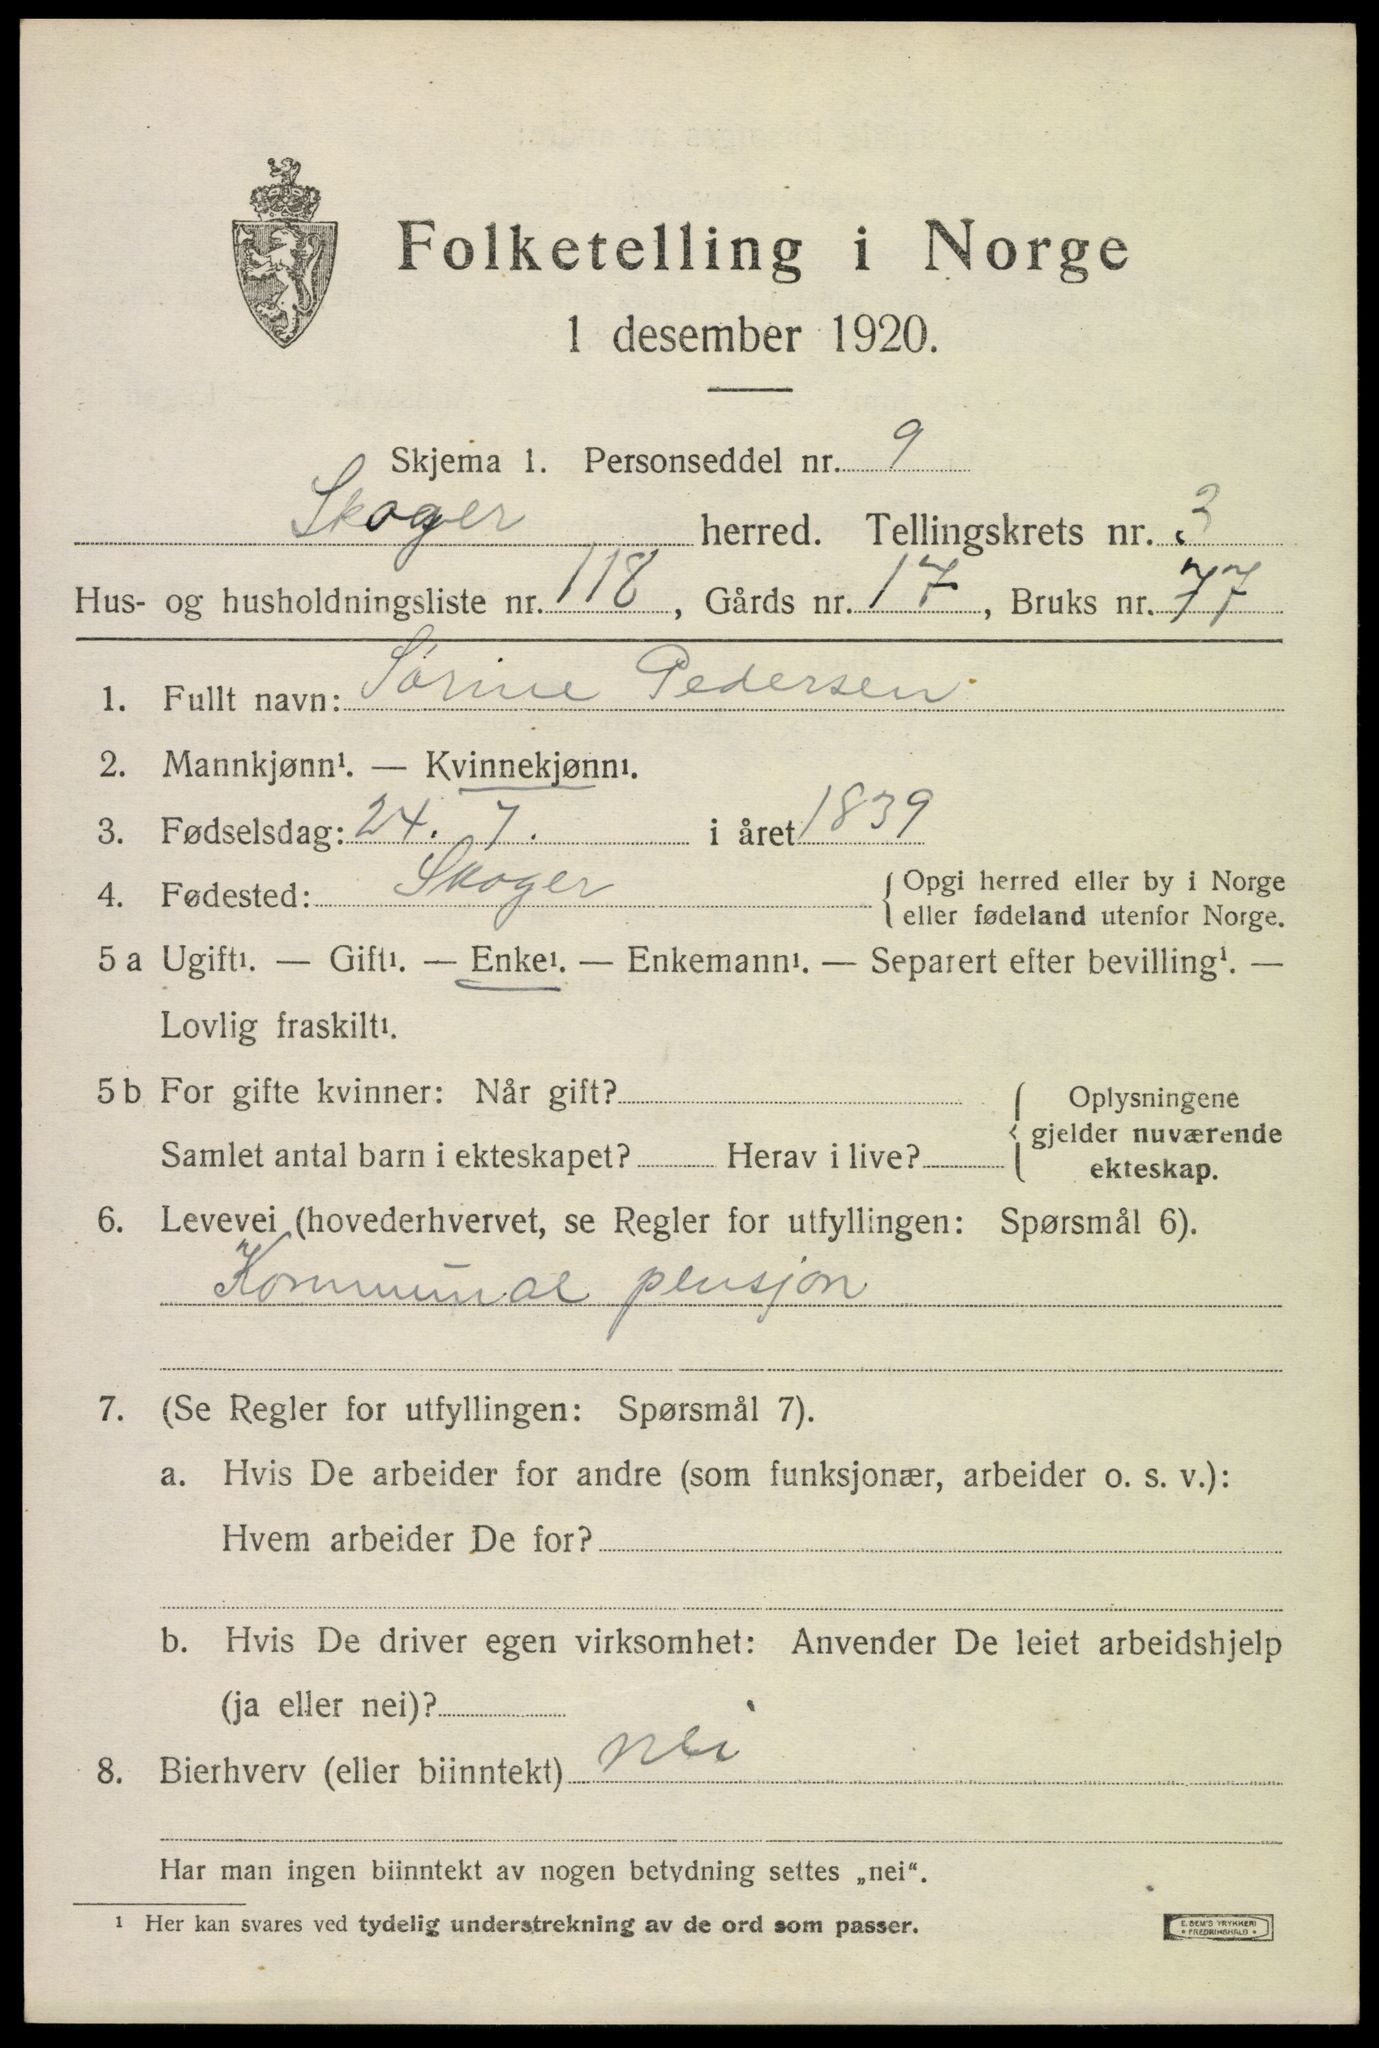 Folketelling i Norge
1 desember 1920.
Skjema 1. Personseddel nr. 9
Skoger herred. Tellingskrets nr. 3
Hus- og husholdningsliste nr. 118, Gårds nr. 17, Bruks nr. 77
1. Fullt navn: Sørine Pedersen
2. Mannkjønn¹. — Kvinnekjønn¹.
3. Fødselsdag: 24. 7. i året 1839
4. Fødested: Skoger { Opgi herred eller by i Norge
eller fødeland utenfor Norge.
5 a Ugift¹. — Gift¹. — Enke¹. — Enkemann¹. — Separert efter bevilling¹. —
Lovlig fraskilt¹.
5 b For gifte kvinner: Når gift?
Samlet antal barn i ekteskapet? Herav i live?
{ Oplysningene
gjelder nuværende
ekteskap.
6. Levevei (hovederhvervet, se Regler for utfyllingen: Spørsmål 6).
Kommunal pensjon
7. (Se Regler for utfyllingen: Spørsmål 7).
a. Hvis De arbeider for andre (som funksjonær, arbeider o. s. v.):
Hvem arbeider De for?
b. Hvis De driver egen virksomhet: Anvender De leiet arbeidshjelp
(ja eller nei)?
8. Bierhverv (eller biinntekt) nei
Har man ingen biinntekt av nogen betydning settes „nei“.
¹ Her kan svares ved tydelig understrekning av de ord som passer.
E. SEM'S TRYKKERI
* FREDRIKSHALD *